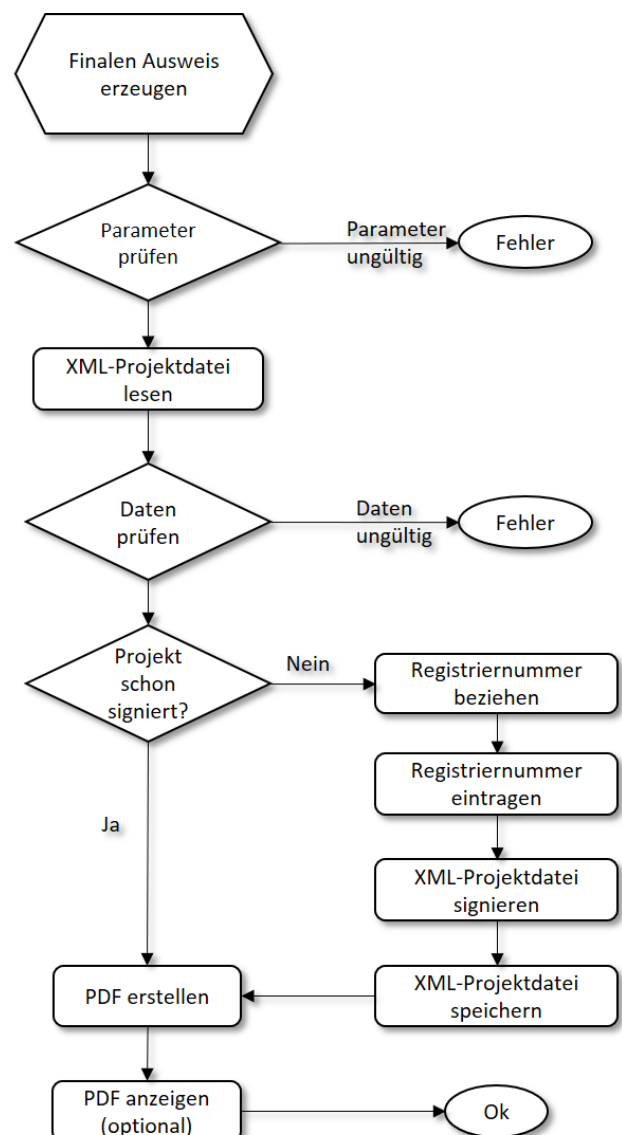 Finalen Ausweis
erzeugen
Parameter
prüfen
Parameter
ungültig
Fehler
XML-Projektdatei
lesen
Daten
prüfen
Daten
ungültig
Fehler
Projekt
schon
signiert?
Nein
Registriernummer
beziehen
Registriernummer
eintragen
Ja
XML-Projektdatei
signieren
XML-Projektdatei
speichern
PDF erstellen
PDF anzeigen
(optional)
Ok